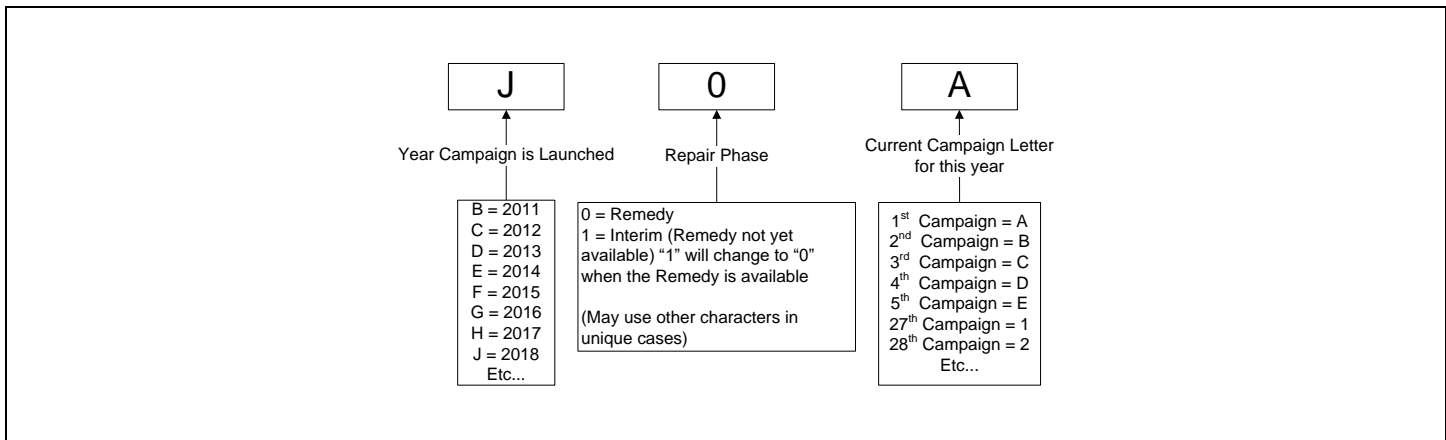 J
0
A
Year Campaign is Launched
Repair Phase
Current Campaign Letter
for this year
B = 2011
C = 2012
D = 2013
E = 2014
F = 2015
G = 2016
H = 2017
J = 2018
Etc...
0 = Remedy
1 = Interim (Remedy not yet
available) “1” will change to “0”
when the Remedy is available
(May use other characters in
unique cases)
1st Campaign = A
2nd Campaign = B
3rd Campaign = C
4th Campaign = D
5th Campaign = E
27th Campaign = 1
28th Campaign = 2
Etc...